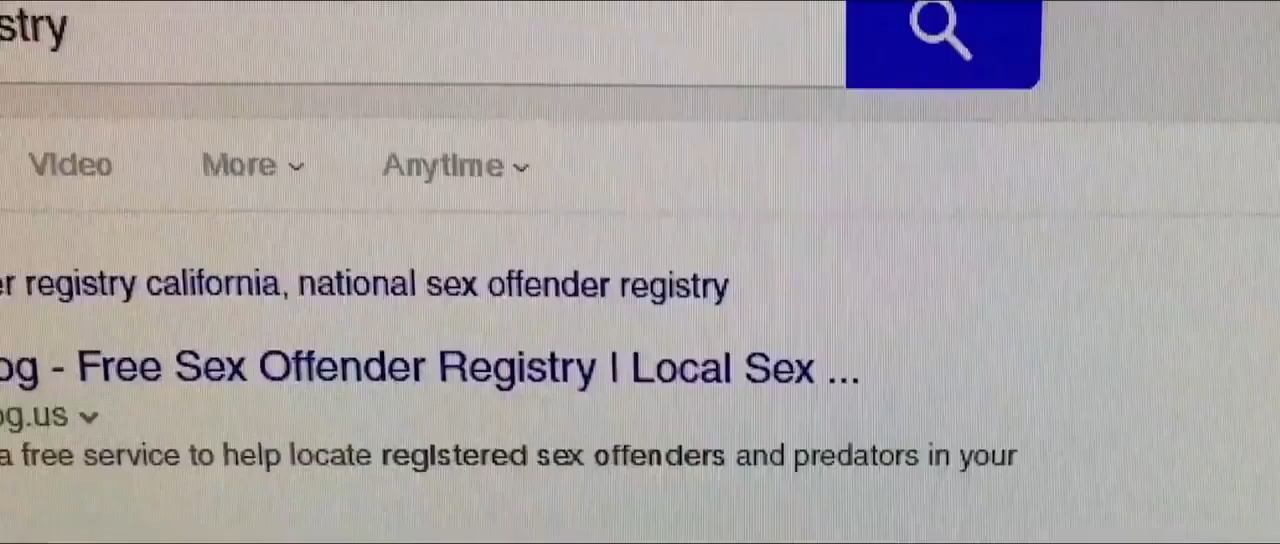 stry
Video More Anytime
er registry california, national sex offender registry
og - Free Sex Offender Registry | Local Sex ...
og.us
a free service to help locate registered sex offenders and predators in your